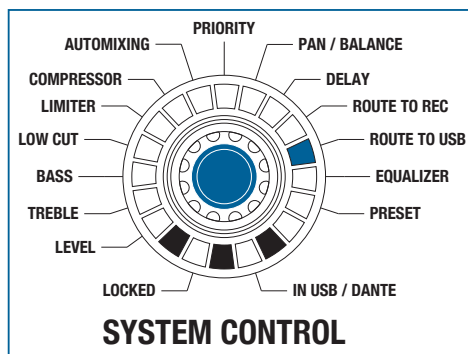 PRIORITY
AUTOMIXING
PAN / BALANCE
COMPRESSOR
DELAY
LIMITER
ROUTE TO REC
LOW CUT
ROUTE TO USB
BASS
EQUALIZER
TREBLE
PRESET
LEVEL
LOCKED
IN USB / DANTE
SYSTEM CONTROL